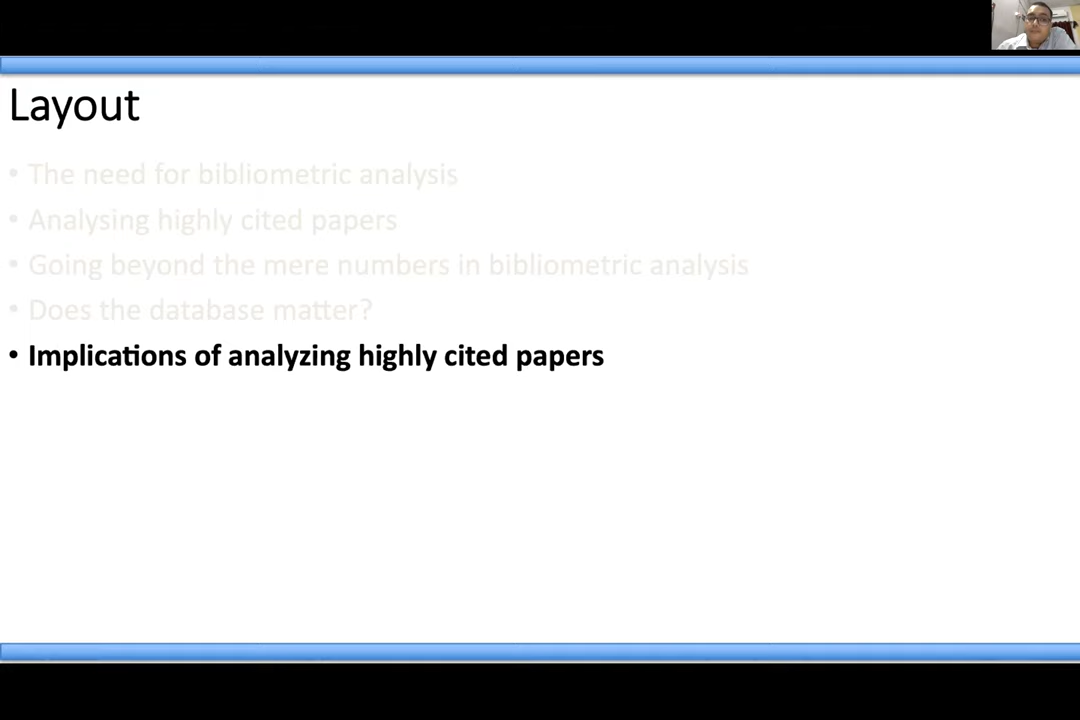 Layout
• The need for bibliometric analysis
• Analysing highly cited papers
• Going beyond the mere numbers in bibliometric analysis
• Does the database matter?
• Implications of analyzing highly cited papers